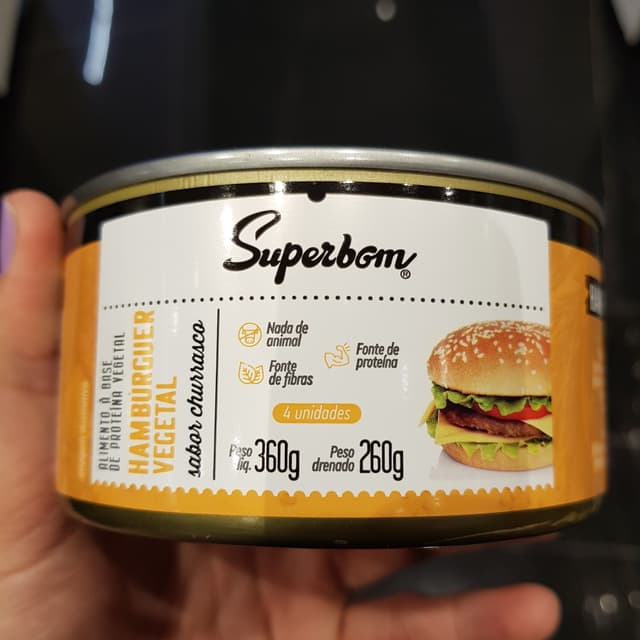 Superbom®
ALIMENTO À BASE
DE PROTEÍNA VEGETAL
HAMBÚRGUER
VEGETAL
sabor churrasco
Nada de
animal
Fonte
de fibras
Fonte de
proteína
4 unidades
Peso
líq. 360g
Peso
drenado 260g